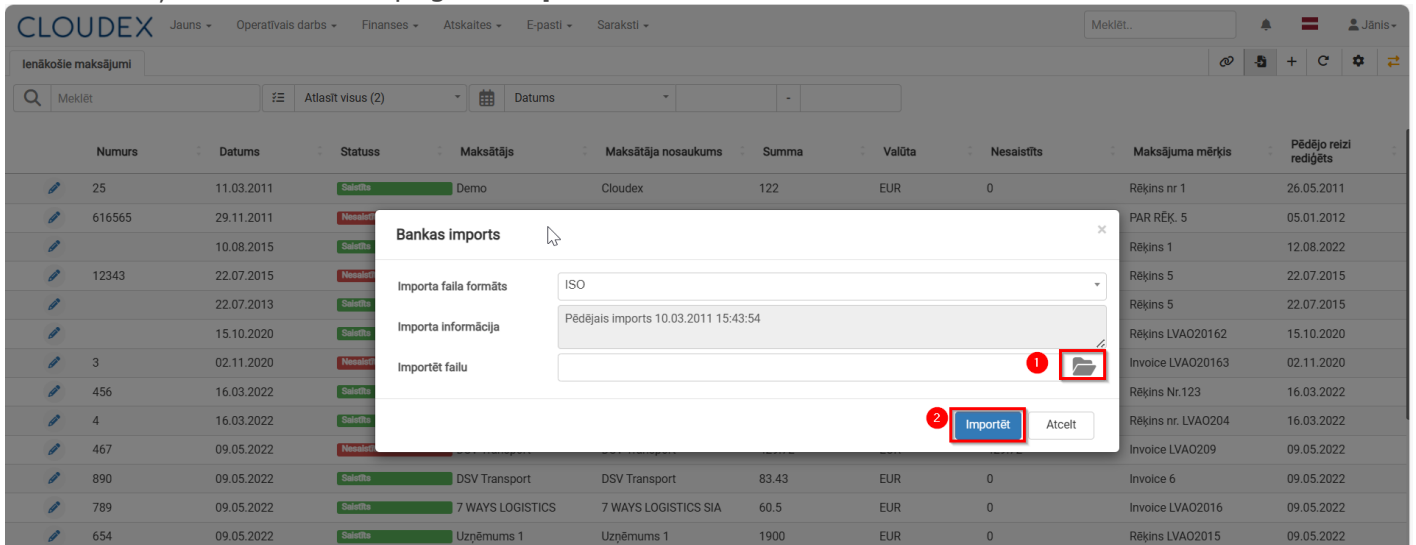 CLOUDEX Jauns Operatīvais darbs Finanses Atskaites E-pasti Saraksti Meklēt.. Jānis
Ienākošie maksājumi
Meklēt Atlasīt visus (2) Datums -
Numurs Datums Statuss Maksātājs Maksātāja nosaukums Summa Valūta Nesaistīts Maksājuma mērķis Pēdējo reizi rediģēts
25 11.03.2011 Saistīts Demo Cloudex 122 EUR 0 Rēķins nr 1 26.05.2011
616565 29.11.2011 PAR RĒĶ. 5 05.01.2012
10.08.2015 Saistīts Rēķins 1 12.08.2022
12343 22.07.2015 Rēķins 5 22.07.2015
22.07.2013 Saistīts Rēķins 5 22.07.2015
15.10.2020 Saistīts Rēķins LVAO20162 15.10.2020
3 02.11.2020 Invoice LVAO20163 02.11.2020
456 16.03.2022 Saistīts Rēķins Nr.123 16.03.2022
4 16.03.2022 Saistīts Rēķins nr. LVAO204 16.03.2022
467 09.05.2022 Invoice LVAO209 09.05.2022
890 09.05.2022 Saistīts DSV Transport DSV Transport 83.43 EUR 0 Invoice 6 09.05.2022
789 09.05.2022 Saistīts 7 WAYS LOGISTICS 7 WAYS LOGISTICS SIA 60.5 EUR 0 Invoice LVAO2016 09.05.2022
654 09.05.2022 Saistīts Uzņēmums 1 Uzņēmums 1 1900 EUR 0 Rēķins LVAO2015 09.05.2022
Bankas imports ×
Importa faila formāts ISO
Importa informācija Pēdējais imports 10.03.2011 15:43:54
Importēt failu 1
2 Importēt Atcelt